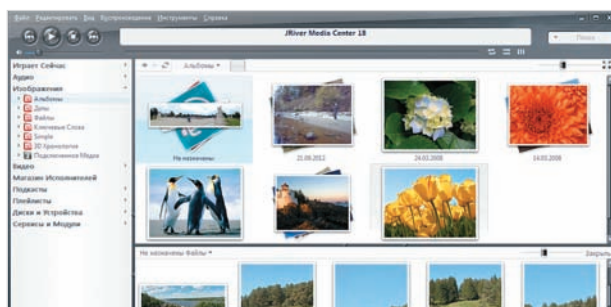 Файл Редактировать Вид Воспроизведение Инструменты Справка
JRiver Media Center 18
Поиск
Играет Сейчас
Аудио
Изображения
Альбомы
Даты
Файлы
Ключевые Слова
Simple
3D Хронология
Подключенное Медиа
Видео
Магазин Исполнителей
Подкасты
Плейлисты
Диски и Устройства
Сервисы и Модули
Альбомы
Не назначены
21.09.2012
24.03.2008
14.03.2008
Не назначены Файлы
Закрыть